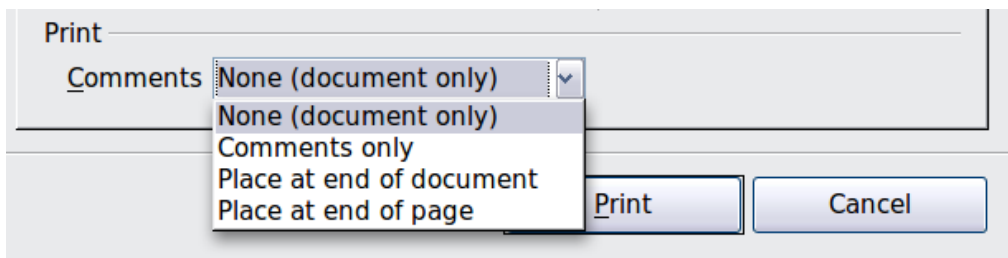 Print
Comments None (document only)
None (document only)
Comments only
Place at end of document
Place at end of page
Print Cancel